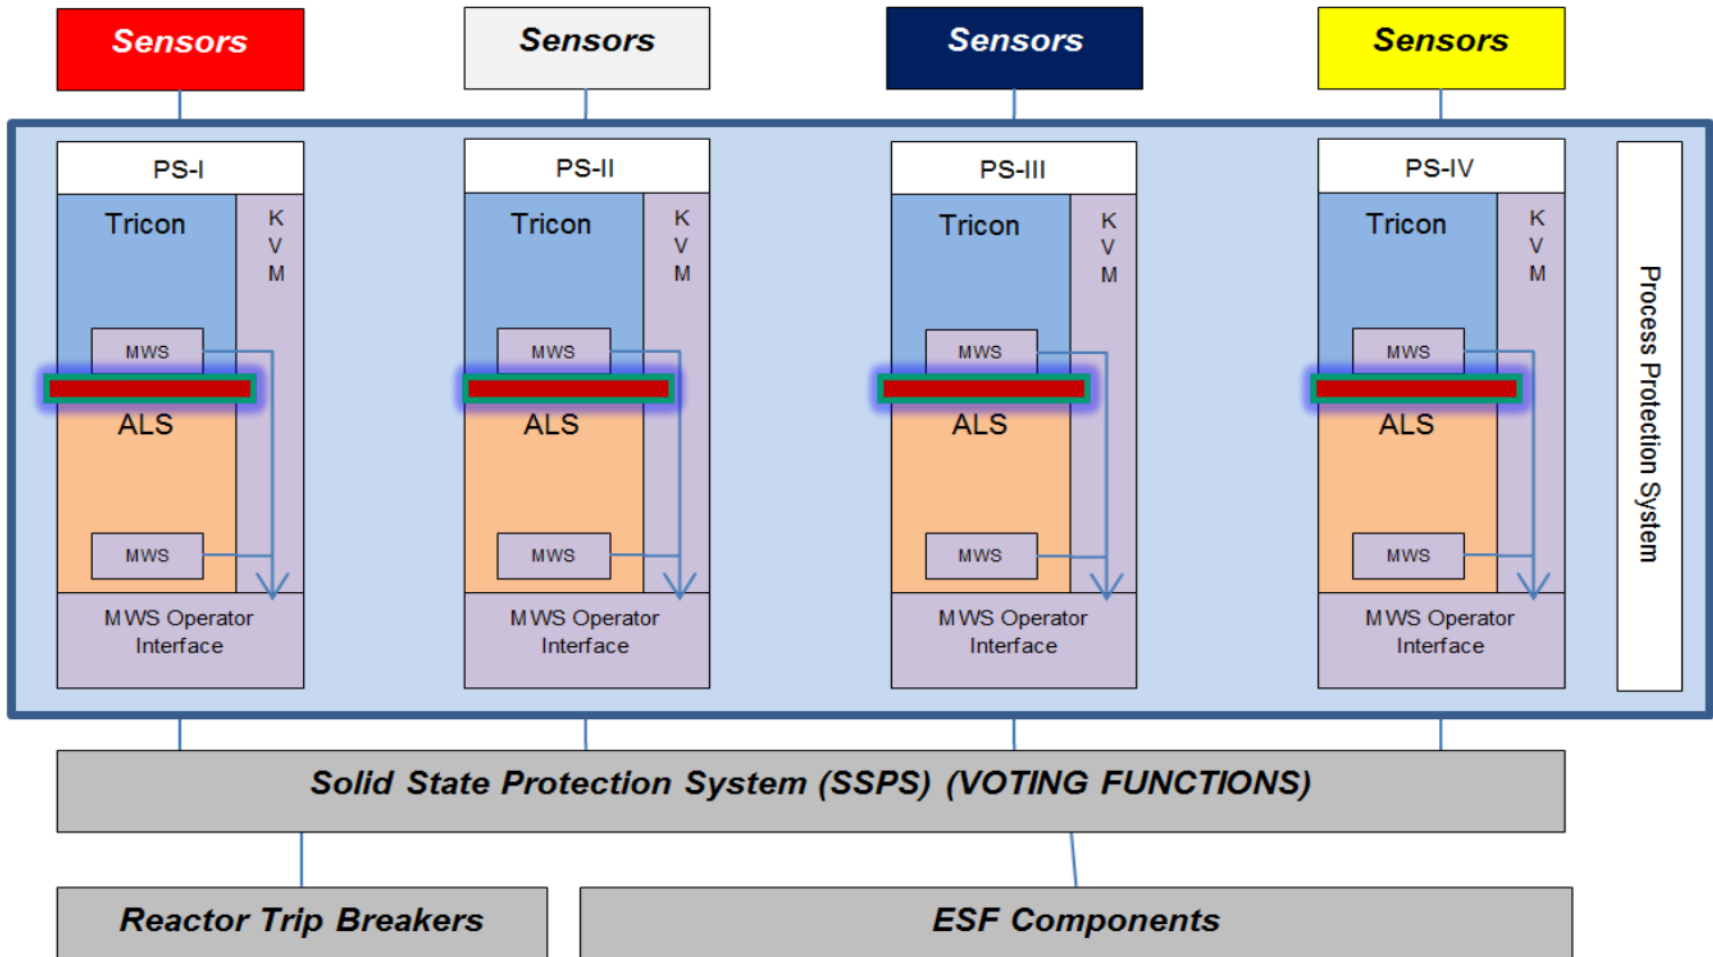 Sensors
Sensors
Sensors
Sensors
PS-I
PS-II
PS-III
PS-IV
Tricon
K
V
M
Tricon
K
V
M
Tricon
K
V
M
Tricon
K
V
M
MWS
MWS
MWS
MWS
ALS
ALS
ALS
ALS
MWS
MWS
MWS
MWS
MWS Operator
Interface
MWS Operator
Interface
MWS Operator
Interface
MWS Operator
Interface
Process Protection System
Solid State Protection System (SSPS) (VOTING FUNCTIONS)
Reactor Trip Breakers
ESF Components